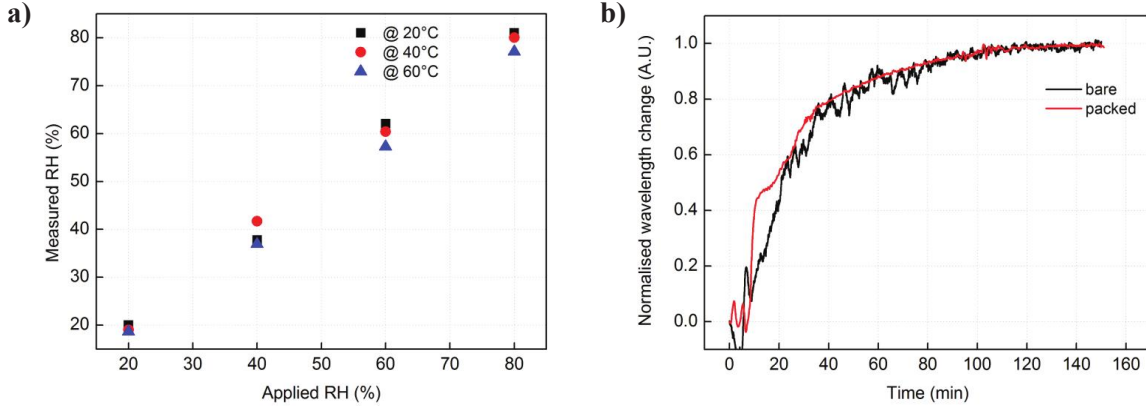 a)
80
70
60
50
40
30
20
Measured RH (%)
@ 20°C
@ 40°C
@ 60°C
20 30 40 50 60 70 80
Applied RH (%)
b)
1.0
0.8
0.6
0.4
0.2
0.0
Normalised wavelength change (A.U.)
bare
packed
0 20 40 60 80 100 120 140 160
Time (min)